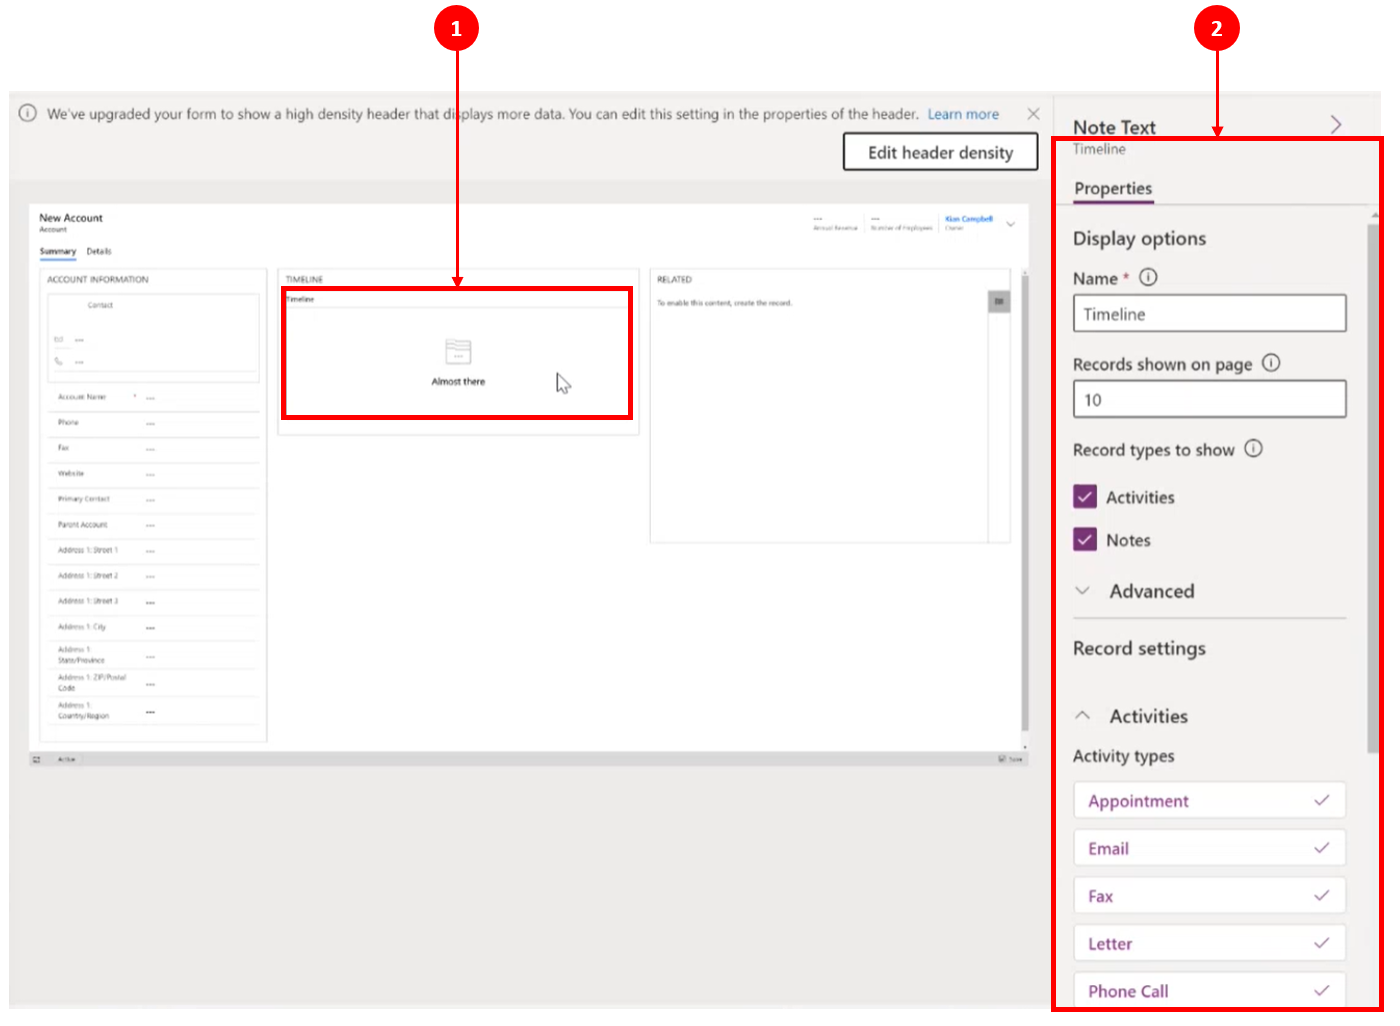 1
2
We've upgraded your form to show a high density header that displays more data. You can edit this setting in the properties of the header. Learn more
Edit header density
New Account
Account
Summary Details
--- Annual Revenue
--- Number of Employees
Kian Campbell
Owner
ACCOUNT INFORMATION
Contact
---
---
Account Name * ---
Phone ---
Fax ---
Website ---
Primary Contact ---
Parent Account ---
Address 1: Street 1 ---
Address 1: Street 2 ---
Address 1: Street 3 ---
Address 1: City ---
Address 1:
State/Province ---
Address 1: ZIP/Postal
Code ---
Address 1:
Country/Region ---
TIMELINE
Timeline
Almost there
RELATED
To enable this content, create the record.
Active
Save
Note Text
Timeline
Properties
Display options
Name *
Timeline
Records shown on page
10
Record types to show
Activities
Notes
Advanced
Record settings
Activities
Activity types
Appointment
Email
Fax
Letter
Phone Call